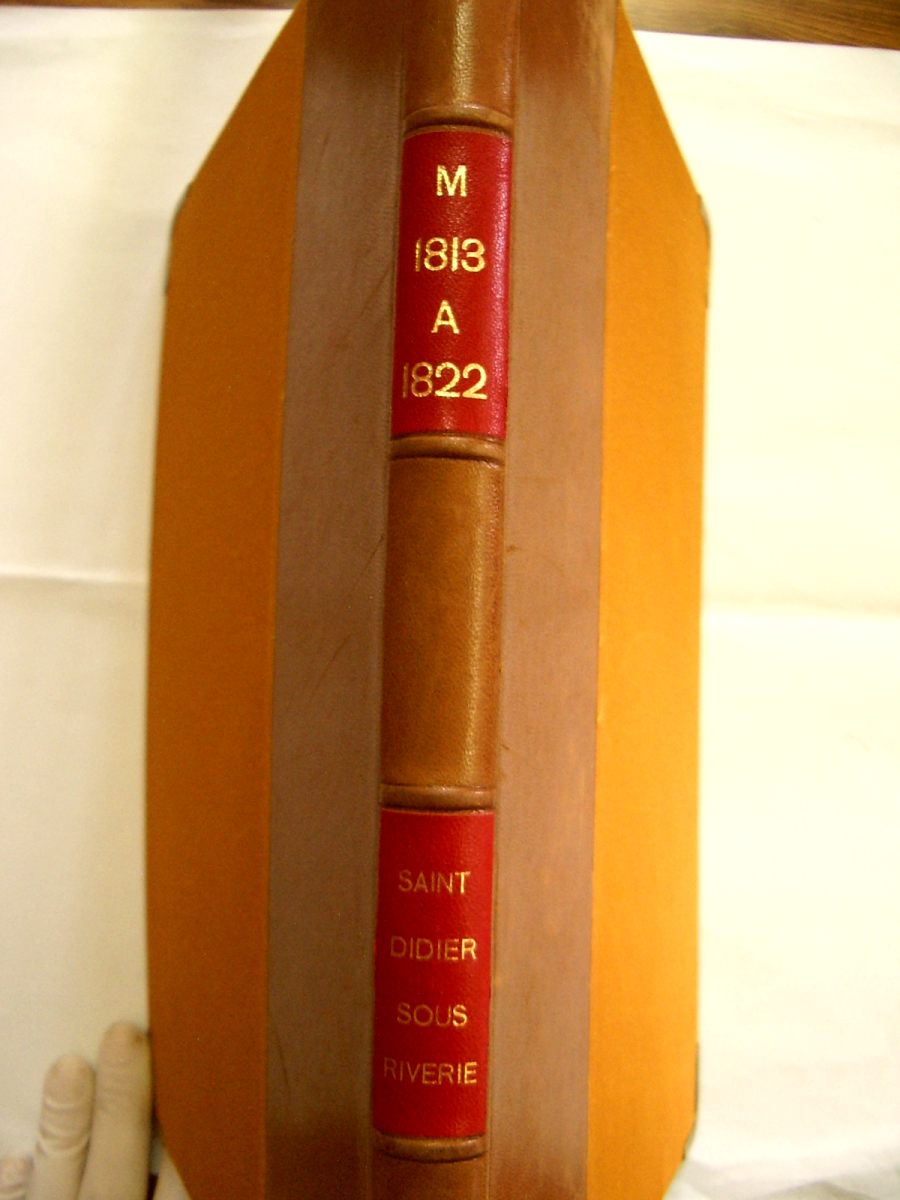 M
1813
A
1822
SAINT
DIDIER
SOUS
RIVERIE